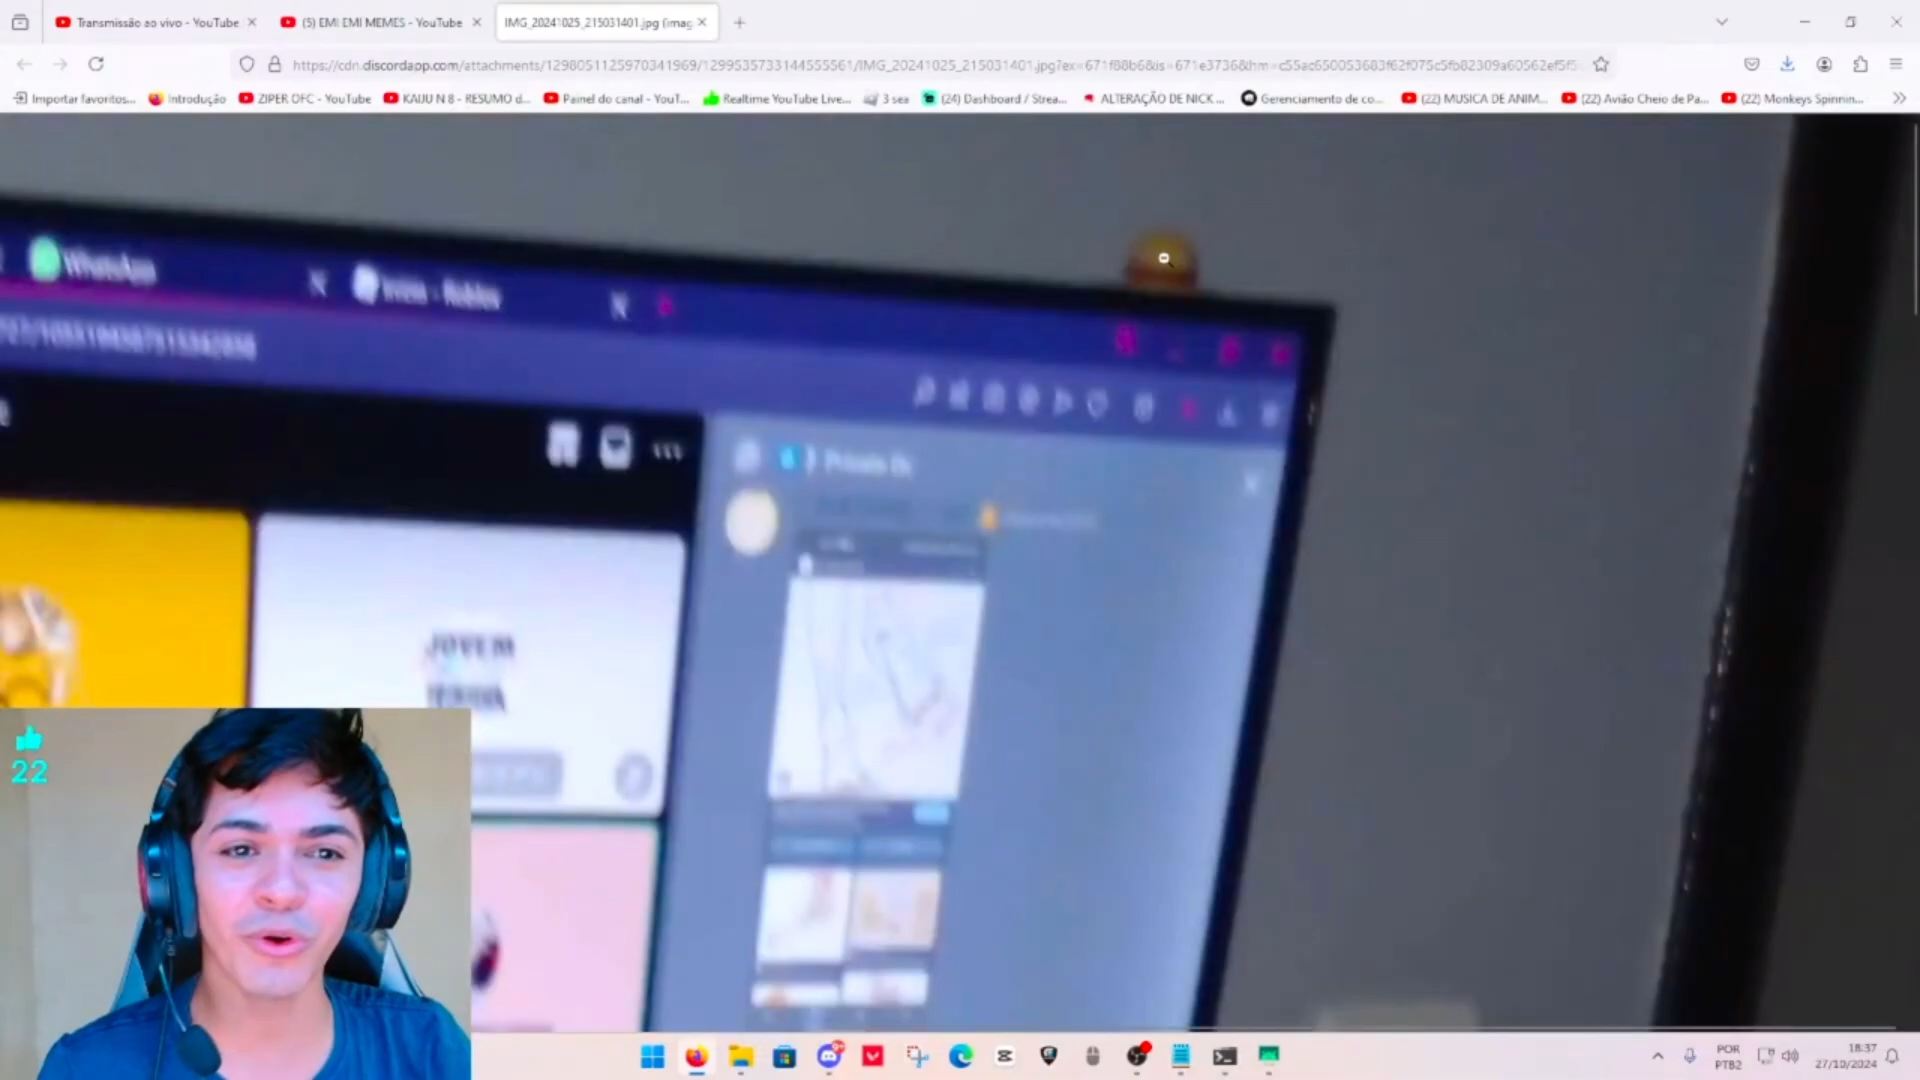 Transmissão ao vivo - YouTube
(5) EMI EMI MEMES - YouTube
IMG_20241025_215031401.jpg (imag
https://cdn.discordapp.com/attachments/1298051125970341969/1299535733144555561/IMG_20241025_215031401.jpg?ex=671f88b6&is=671e3736&hm=c55ac650053683f62f075c5fb82309a60562ef5f5
Importar favoritos...
Introdução
ZIPER OFC - YouTube
KAIJU N 8 - RESUMO d...
Painel do canal - YouT...
Realtime YouTube Live...
3 sea
(24) Dashboard / Strea...
ALTERAÇÃO DE NICK ...
Gerenciamento de co...
(22) MUSICA DE ANIM...
(22) Avião Cheio de Pa...
(22) Monkeys Spinnin...
WhatsApp
Início - Roblox
JOVEM
22
POR
PTB2
18:37
27/10/2024